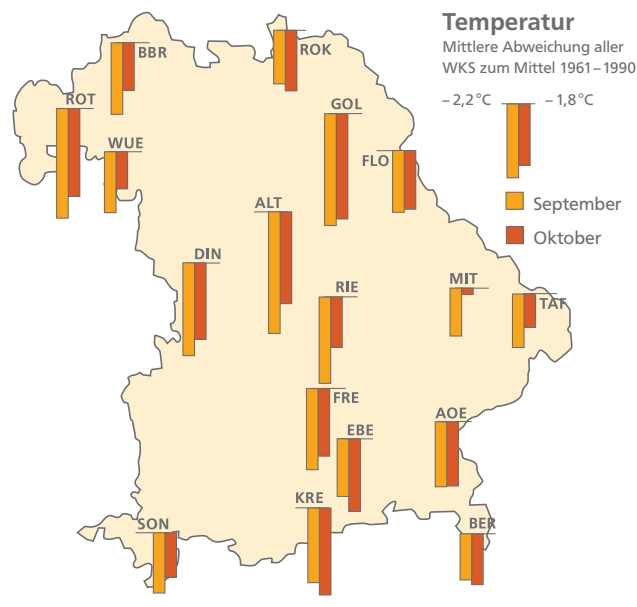 Temperatur
Mittlere Abweichung aller
WKS zum Mittel 1961–1990
–2,2 °C –1,8 °C
September
Oktober
BBR
ROK
ROT
GOL
WUE
FLO
ALT
DIN
MIT
RIE
TAF
FRE
AOE
EBE
KRE
SON
BER